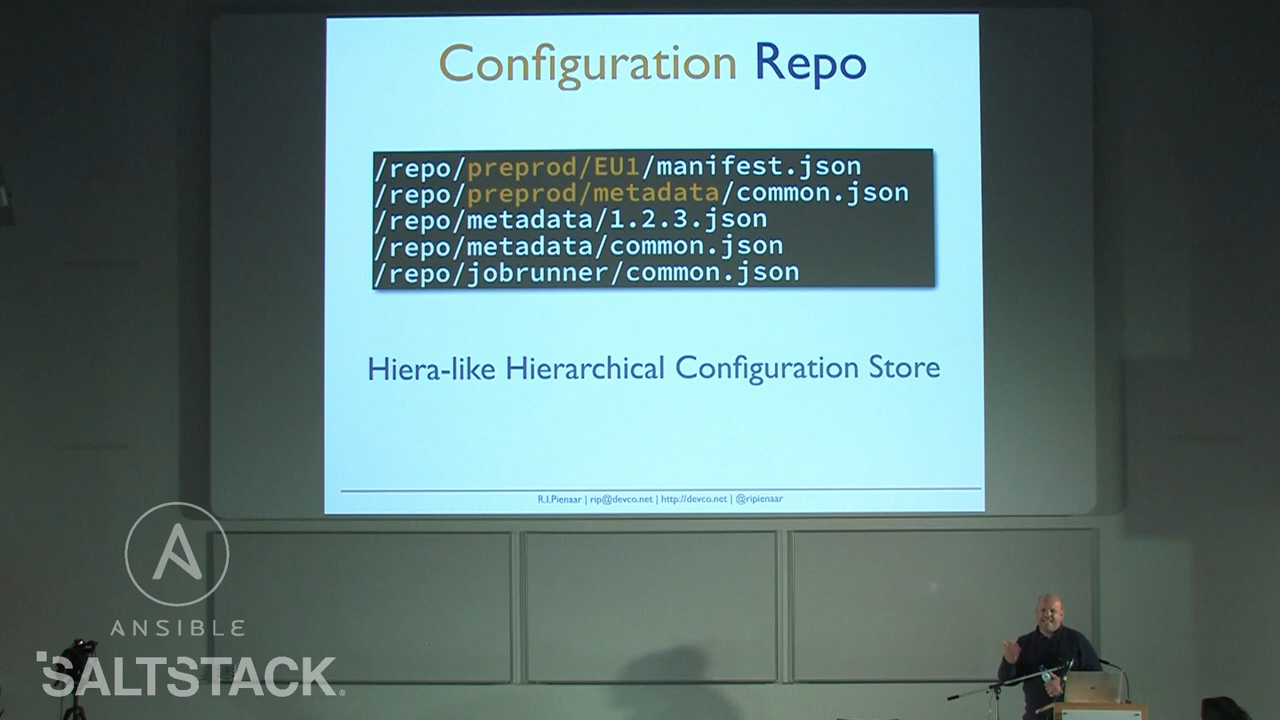 Configuration Repo
/repo/preprod/EU1/manifest.json
/repo/preprod/metadata/common.json
/repo/metadata/1.2.3.json
/repo/metadata/common.json
/repo/jobrunner/common.json
Hiera-like Hierarchical Configuration Store
R.I.Pienaar | rip@devco.net | http://devco.net | @ripienaar
ANSIBLE
SALTSTACK